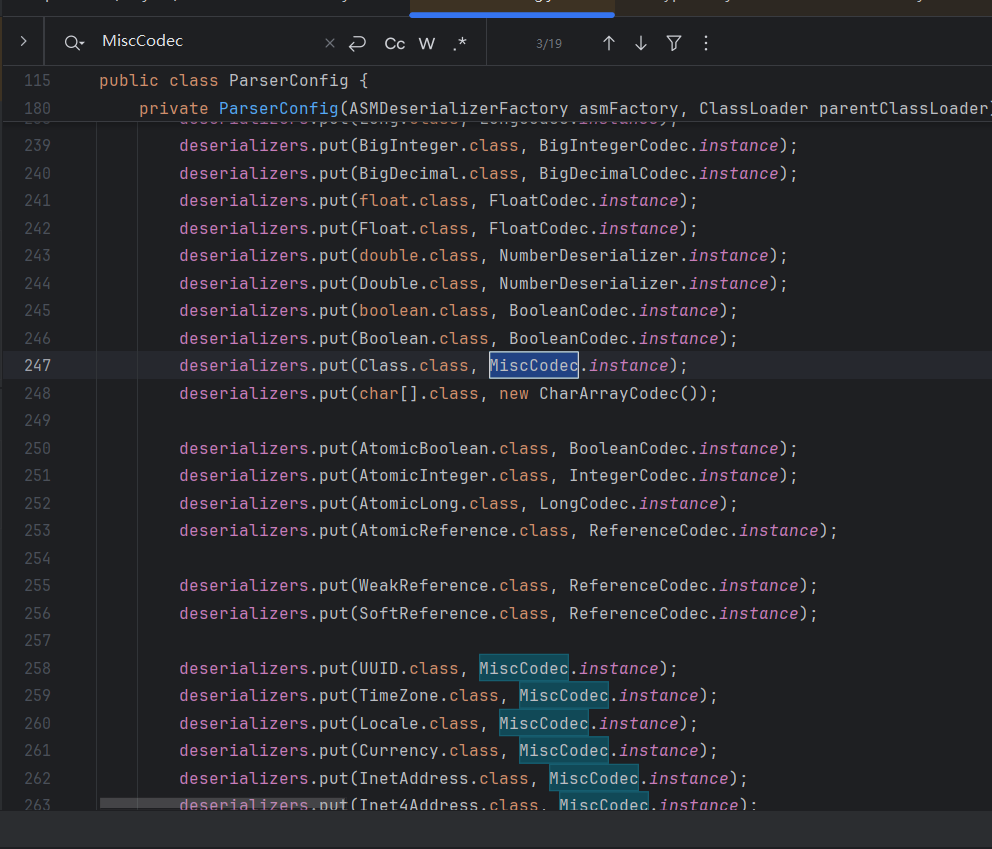 MiscCodec
Cc W .*
3/19
115 public class ParserConfig {
180 private ParserConfig(ASMDeserializerFactory asmFactory, ClassLoader parentClassLoader)
239 deserializers.put(BigInteger.class, BigIntegerCodec.instance);
240 deserializers.put(BigDecimal.class, BigDecimalCodec.instance);
241 deserializers.put(float.class, FloatCodec.instance);
242 deserializers.put(Float.class, FloatCodec.instance);
243 deserializers.put(double.class, NumberDeserializer.instance);
244 deserializers.put(Double.class, NumberDeserializer.instance);
245 deserializers.put(boolean.class, BooleanCodec.instance);
246 deserializers.put(Boolean.class, BooleanCodec.instance);
247 deserializers.put(Class.class, MiscCodec.instance);
248 deserializers.put(char[].class, new CharArrayCodec());
249
250 deserializers.put(AtomicBoolean.class, BooleanCodec.instance);
251 deserializers.put(AtomicInteger.class, IntegerCodec.instance);
252 deserializers.put(AtomicLong.class, LongCodec.instance);
253 deserializers.put(AtomicReference.class, ReferenceCodec.instance);
254
255 deserializers.put(WeakReference.class, ReferenceCodec.instance);
256 deserializers.put(SoftReference.class, ReferenceCodec.instance);
257
258 deserializers.put(UUID.class, MiscCodec.instance);
259 deserializers.put(TimeZone.class, MiscCodec.instance);
260 deserializers.put(Locale.class, MiscCodec.instance);
261 deserializers.put(Currency.class, MiscCodec.instance);
262 deserializers.put(InetAddress.class, MiscCodec.instance);
263 deserializers.put(Inet4Address.class, MiscCodec.instance);